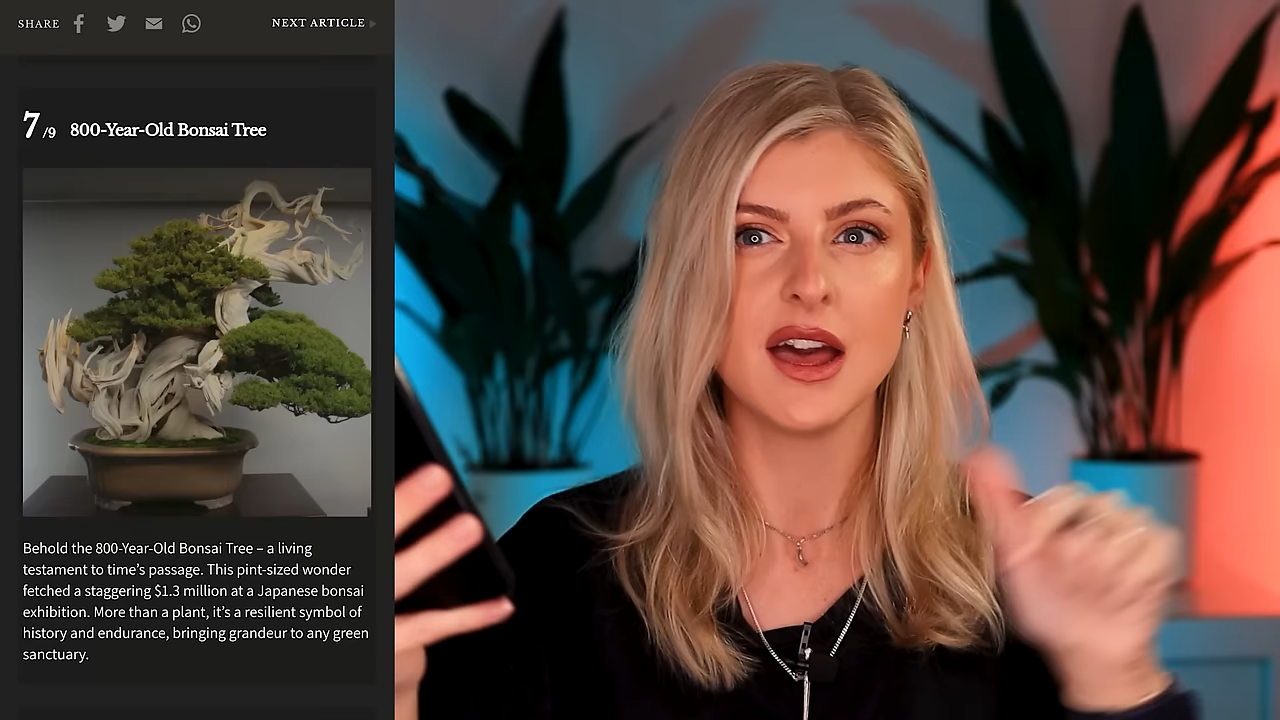 SHARE
NEXT ARTICLE
7/9 800-Year-Old Bonsai Tree
Behold the 800-Year-Old Bonsai Tree – a living
testament to time’s passage. This pint-sized wonder
fetched a staggering $1.3 million at a Japanese bonsai
exhibition. More than a plant, it’s a resilient symbol of
history and endurance, bringing grandeur to any green
sanctuary.